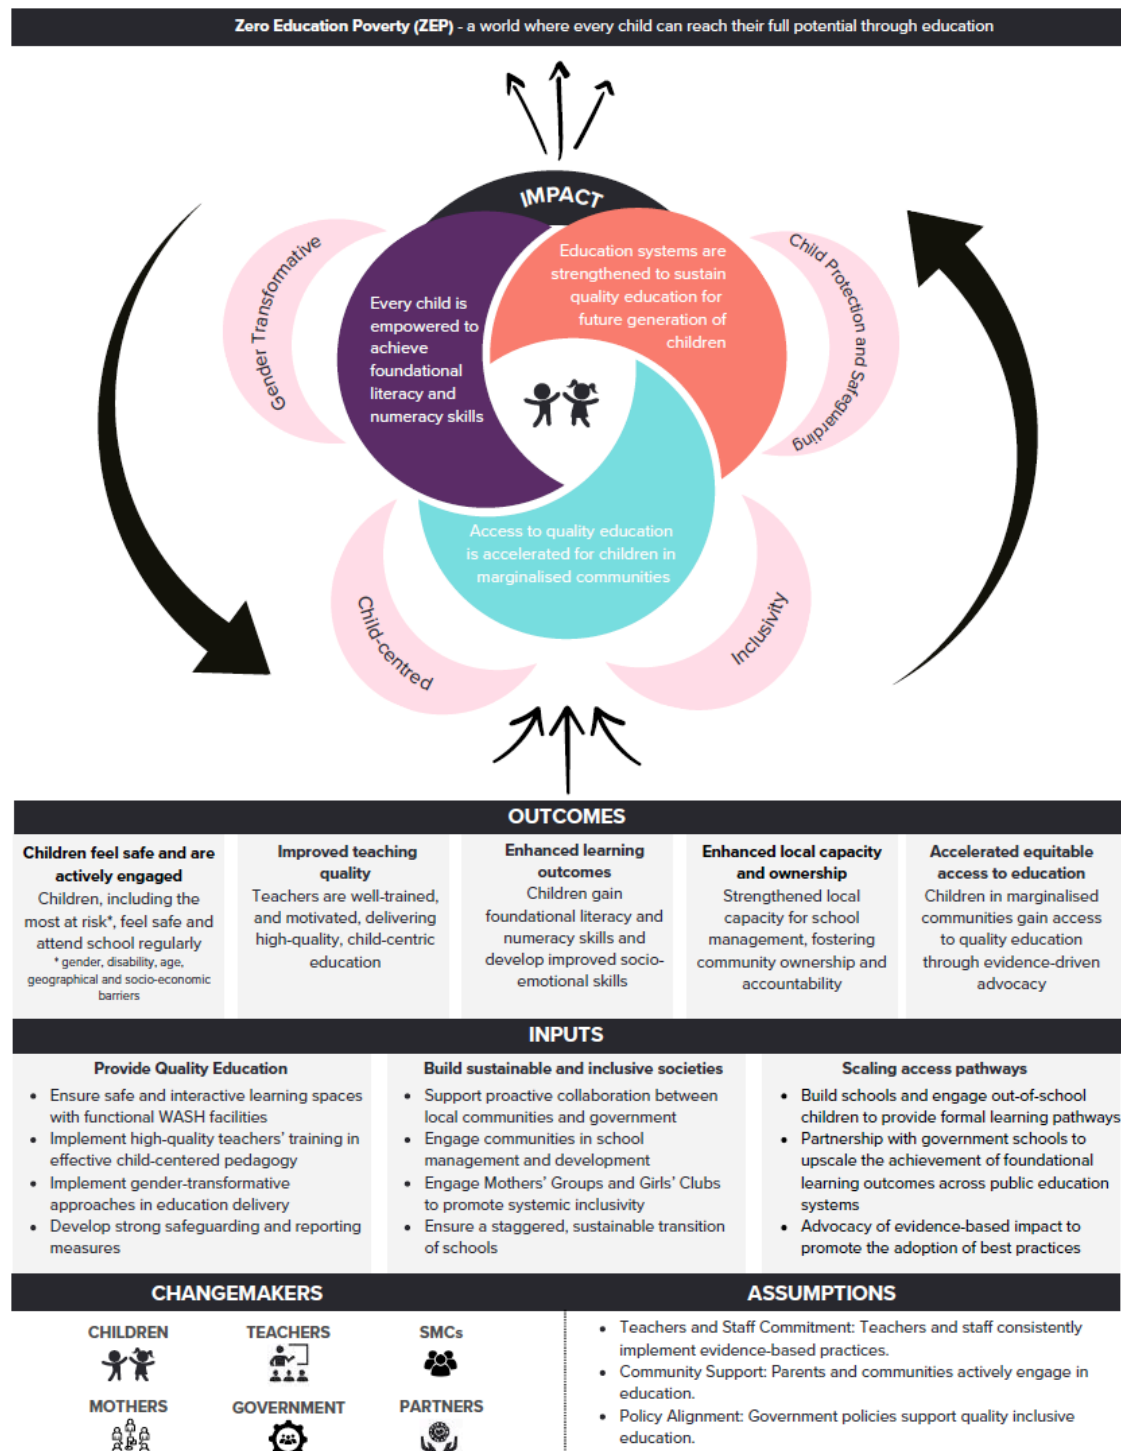 Zero Education Poverty (ZEP) - a world where every child can reach their full potential through education
IMPACT
Gender Transformative
Child Protection and Safeguarding
Every child is
empowered to
achieve
foundational
literacy and
numeracy skills
Education systems are
strengthened to sustain
quality education for
future generation of
children
Access to quality education
is accelerated for children in
marginalised communities
Child-centred
Inclusivity
OUTCOMES
Children feel safe and are
actively engaged
Children, including the
most at risk*, feel safe and
attend school regularly
* gender, disability, age,
geographical and socio-economic
barriers
Improved teaching
quality
Teachers are well-trained,
and motivated, delivering
high-quality, child-centric
education
Enhanced learning
outcomes
Children gain
foundational literacy and
numeracy skills and
develop improved socio-
emotional skills
Enhanced local capacity
and ownership
Strengthened local
capacity for school
management, fostering
community ownership and
accountability
Accelerated equitable
access to education
Children in marginalised
communities gain access
to quality education
through evidence-driven
advocacy
INPUTS
Provide Quality Education
• Ensure safe and interactive learning spaces
with functional WASH facilities
• Implement high-quality teachers' training in
effective child-centered pedagogy
• Implement gender-transformative
approaches in education delivery
• Develop strong safeguarding and reporting
measures
Build sustainable and inclusive societies
• Support proactive collaboration between
local communities and government
• Engage communities in school
management and development
• Engage Mothers' Groups and Girls' Clubs
to promote systemic inclusivity
• Ensure a staggered, sustainable transition
of schools
Scaling access pathways
• Build schools and engage out-of-school
children to provide formal learning pathways
• Partnership with government schools to
upscale the achievement of foundational
learning outcomes across public education
systems
• Advocacy of evidence-based impact to
promote the adoption of best practices
CHANGEMAKERS
CHILDREN
TEACHERS
SMCs
MOTHERS
GOVERNMENT
PARTNERS
ASSUMPTIONS
• Teachers and Staff Commitment: Teachers and staff consistently
implement evidence-based practices.
• Community Support: Parents and communities actively engage in
education.
• Policy Alignment: Government policies support quality inclusive
education.